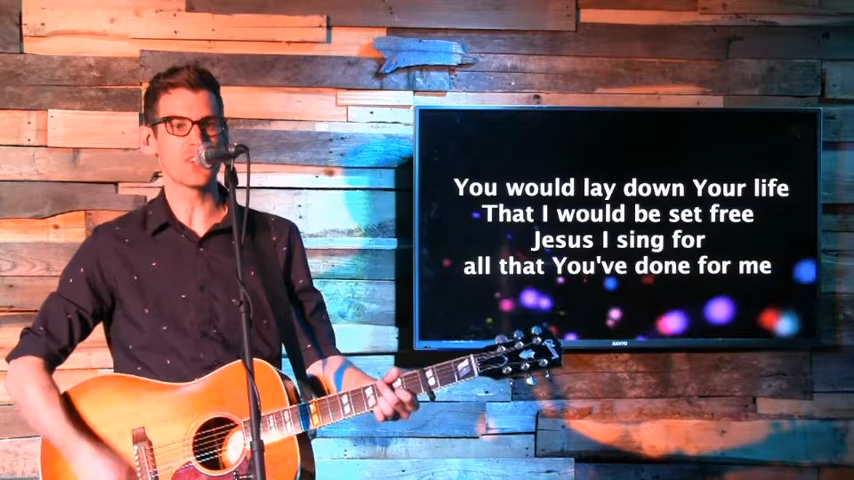 You would lay down Your life
That I would be set free
Jesus I sing for
all that You've done for me
SANYO